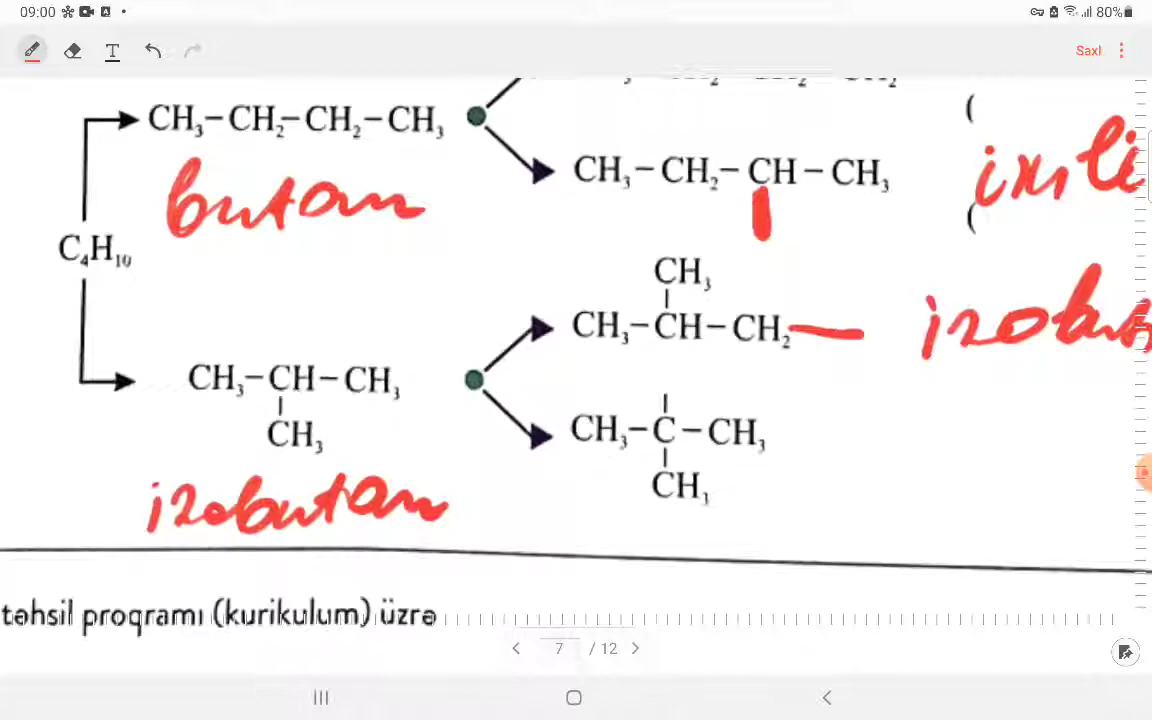 09:00 80%
T Saxl
CH₃–CH₂–CH₂–CH₃
(
CH₃–CH₂–CH–CH₃
butan
(
C₄H₁₀
CH₃
CH₃–CH–CH₂
CH₃–CH–CH₃
CH₃
CH₃–C–CH₃
CH₃
izobutan
təhsil proqramı (kurikulum) üzrə
7 / 12